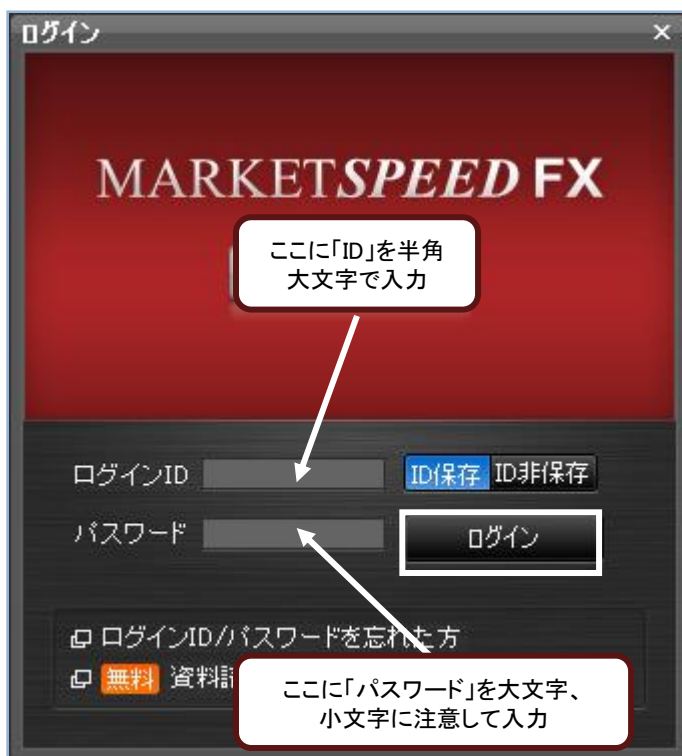 ログイン
MARKETSPEED FX
ここに「ID」を半角
大文字で入力
ログインID ID保存 ID非保存
パスワード ログイン
ログインID/パスワードを忘れた方
無料 資料
ここに「パスワード」を大文字、
小文字に注意して入力